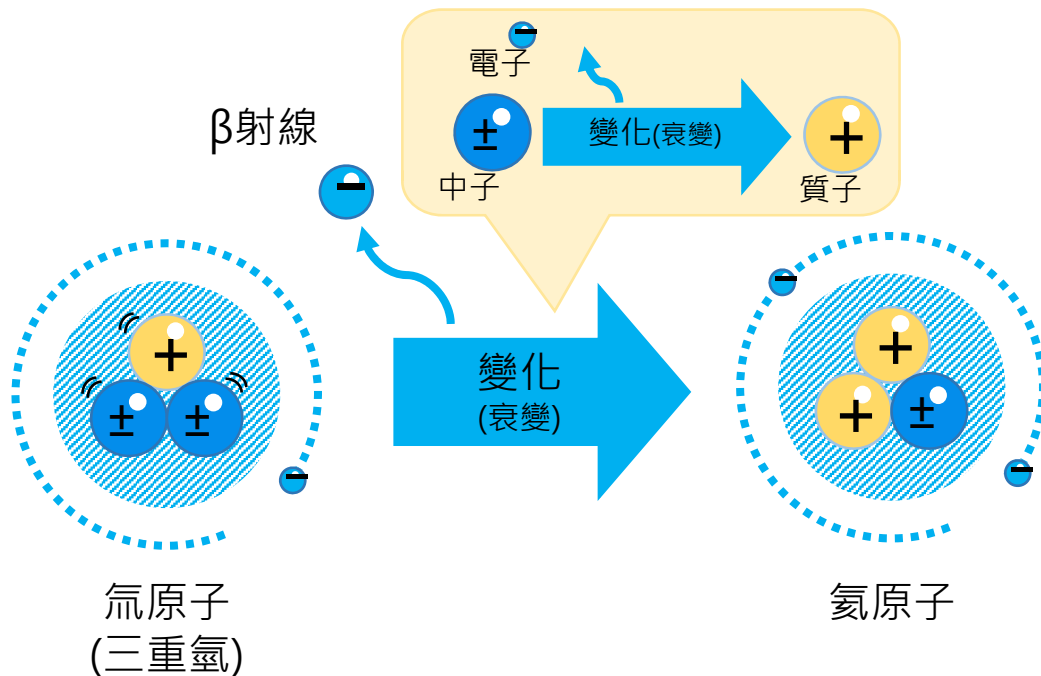 電子
β射線
±
變化(衰變)
+
中子
質子
變化
(衰變)
+
±
±
+
+
±
氚原子
(三重氫)
氦原子